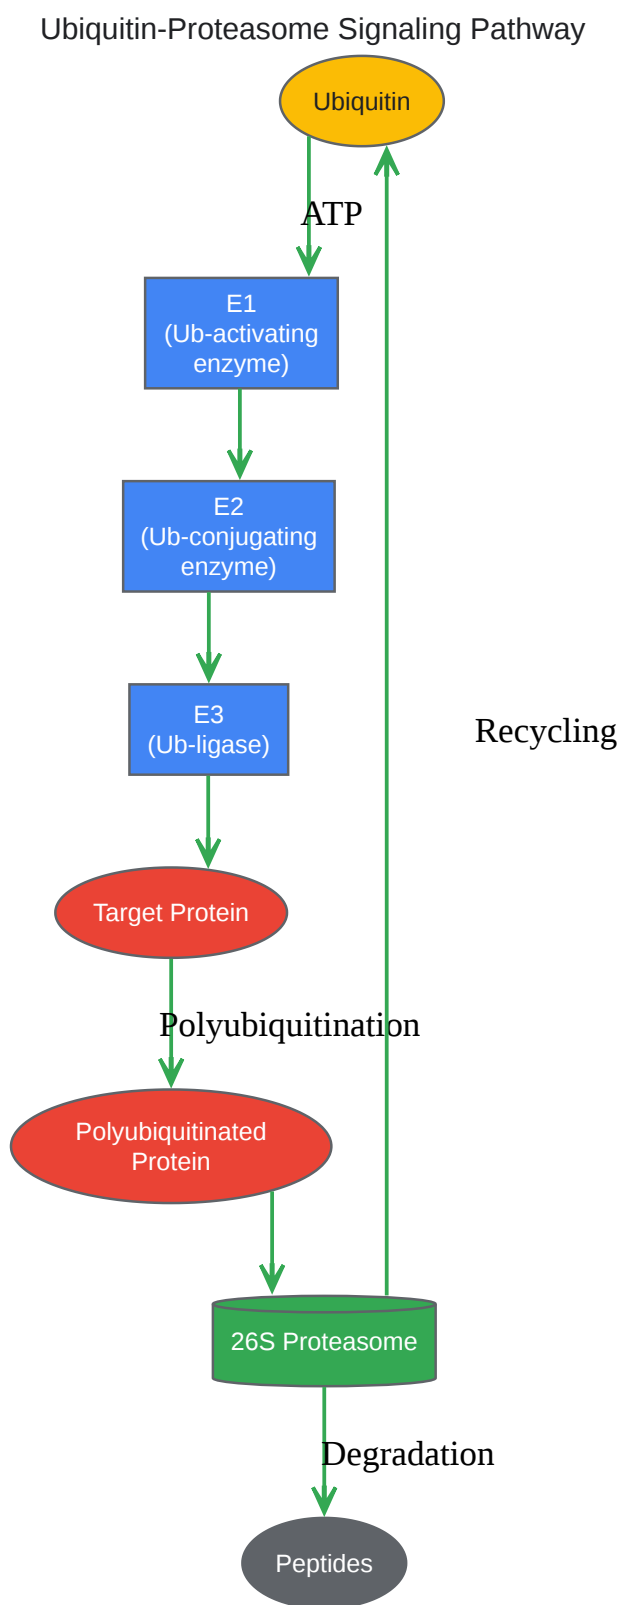 Ubiquitin-Proteasome Signaling Pathway
Ubiquitin
ATP
E1
(Ub-activating
enzyme)
E2
(Ub-conjugating
enzyme)
E3
(Ub-ligase)
Recycling
Target Protein
Polyubiquitination
Polyubiquitinated
Protein
26S Proteasome
Degradation
Peptides